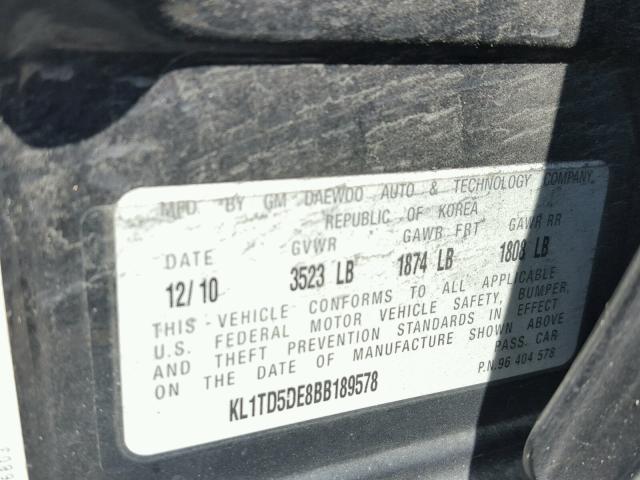 MFD BY GM DAEWOO AUTO & TECHNOLOGY COMPANY
REPUBLIC OF KOREA
DATE GVWR GAWR FRT GAWR RR
12/10 3523 LB 1874 LB 1808 LB
THIS VEHICLE CONFORMS TO ALL APPLICABLE
U.S. FEDERAL MOTOR VEHICLE SAFETY, BUMPER,
AND THEFT PREVENTION STANDARDS IN EFFECT
ON THE DATE OF MANUFACTURE SHOWN ABOVE
PASS. CAR
KL1TD5DE8BB189578
P.N.96 404 578